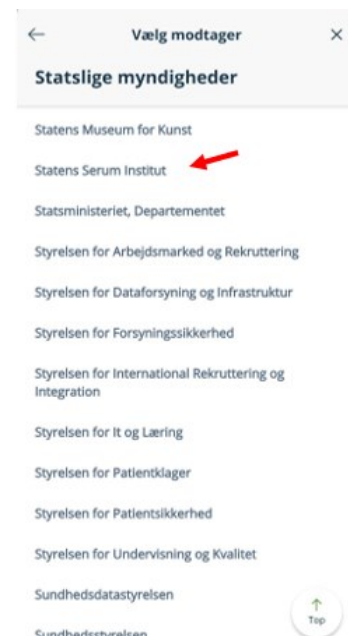 Vælg modtager
Statslige myndigheder
Statens Museum for Kunst
Statens Serum Institut
Statsministeriet, Departementet
Styrelsen for Arbejdsmarked og Rekruttering
Styrelsen for Dataforsyning og Infrastruktur
Styrelsen for Forsyningssikkerhed
Styrelsen for International Rekruttering og
Integration
Styrelsen for It og Læring
Styrelsen for Patientklager
Styrelsen for Patientsikkerhed
Styrelsen for Undervisning og Kvalitet
Sundhedsdatastyrelsen
Top
Sundhedsstyrelsen